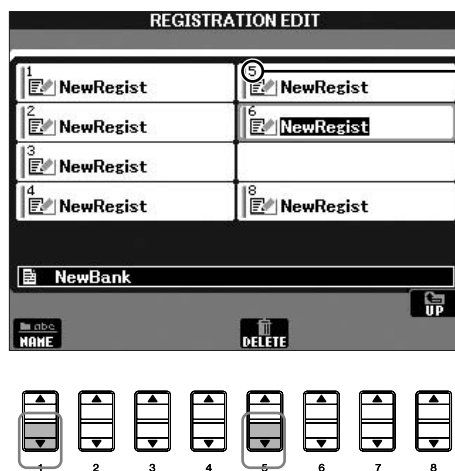 REGISTRATION EDIT
1 NewRegist
5 NewRegist
2 NewRegist
6 NewRegist
3 NewRegist
4 NewRegist
8 NewRegist
NewBank
UP
abc
NAME
DELETE
1 2 3 4 5 6 7 8